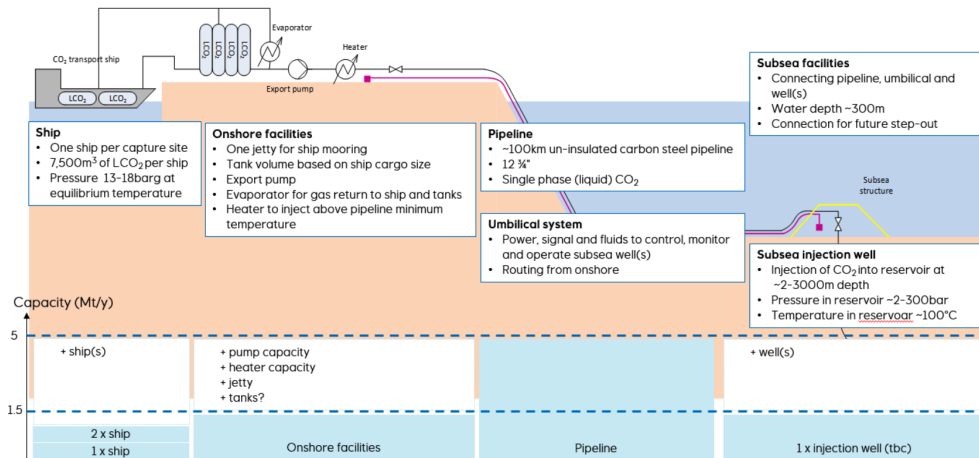 Evaporator
Heater
CO₂ transport ship
LCO₂
LCO₂
LCO₂
LCO₂
LCO₂ LCO₂
Export pump
Ship
• One ship per capture site
• 7,500m³ of LCO₂ per ship
• Pressure 13-18barg at
equilibrium temperature
Onshore facilities
• One jetty for ship mooring
• Tank volume based on ship cargo size
• Export pump
• Evaporator for gas return to ship and tanks
• Heater to inject above pipeline minimum
temperature
Pipeline
• ~100km un-insulated carbon steel pipeline
• 12 ¾"
• Single phase (liquid) CO₂
Umbilical system
• Power, signal and fluids to control, monitor
and operate subsea well(s)
• Routing from onshore
Subsea facilities
• Connecting pipeline, umbilical and
well(s)
• Water depth ~300m
• Connection for future step-out
Subsea
structure
Subsea injection well
• Injection of CO₂ into reservoir at
~2-3000m depth
• Pressure in reservoir ~2-300bar
• Temperature in reservoar ~100°C
Capacity (Mt/y)
5
+ ship(s)
+ pump capacity
+ heater capacity
+ jetty
+ tanks?
+ well(s)
1.5
2 x ship
1 x ship
Onshore facilities
Pipeline
1 x injection well (tbc)